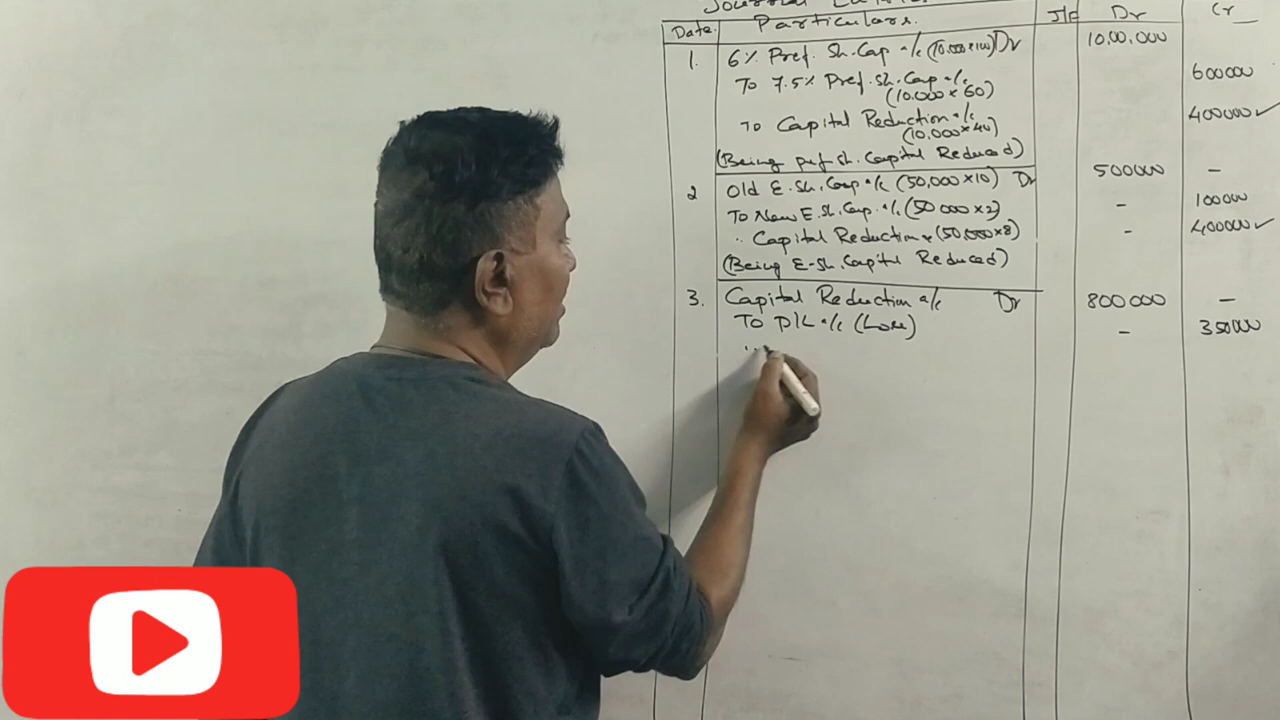 Journal Entries
Date Particulars. J/F Dr Cr
1. 6% Pref. Sh. Cap a/c (10,000×100) Dr 10,00,000
To 7.5% Pref. sh. Cap a/c 600000
(10,000×60)
To Capital Reduction a/c 400000 ✓
(10,000×40)
(Being pref sh. Capital Reduced)
2 Old E. Sh. Cap a/c (50,000×10) Dr 500000 -
To New E. Sh. Cap. a/c (50000×2) - 100000
" Capital Reduction (50,000×8) - 400000 ✓
(Being E-sh. Capital Reduced)
3. Capital Reduction a/c Dr 800000 -
To P/L a/c (Loss) - 350000